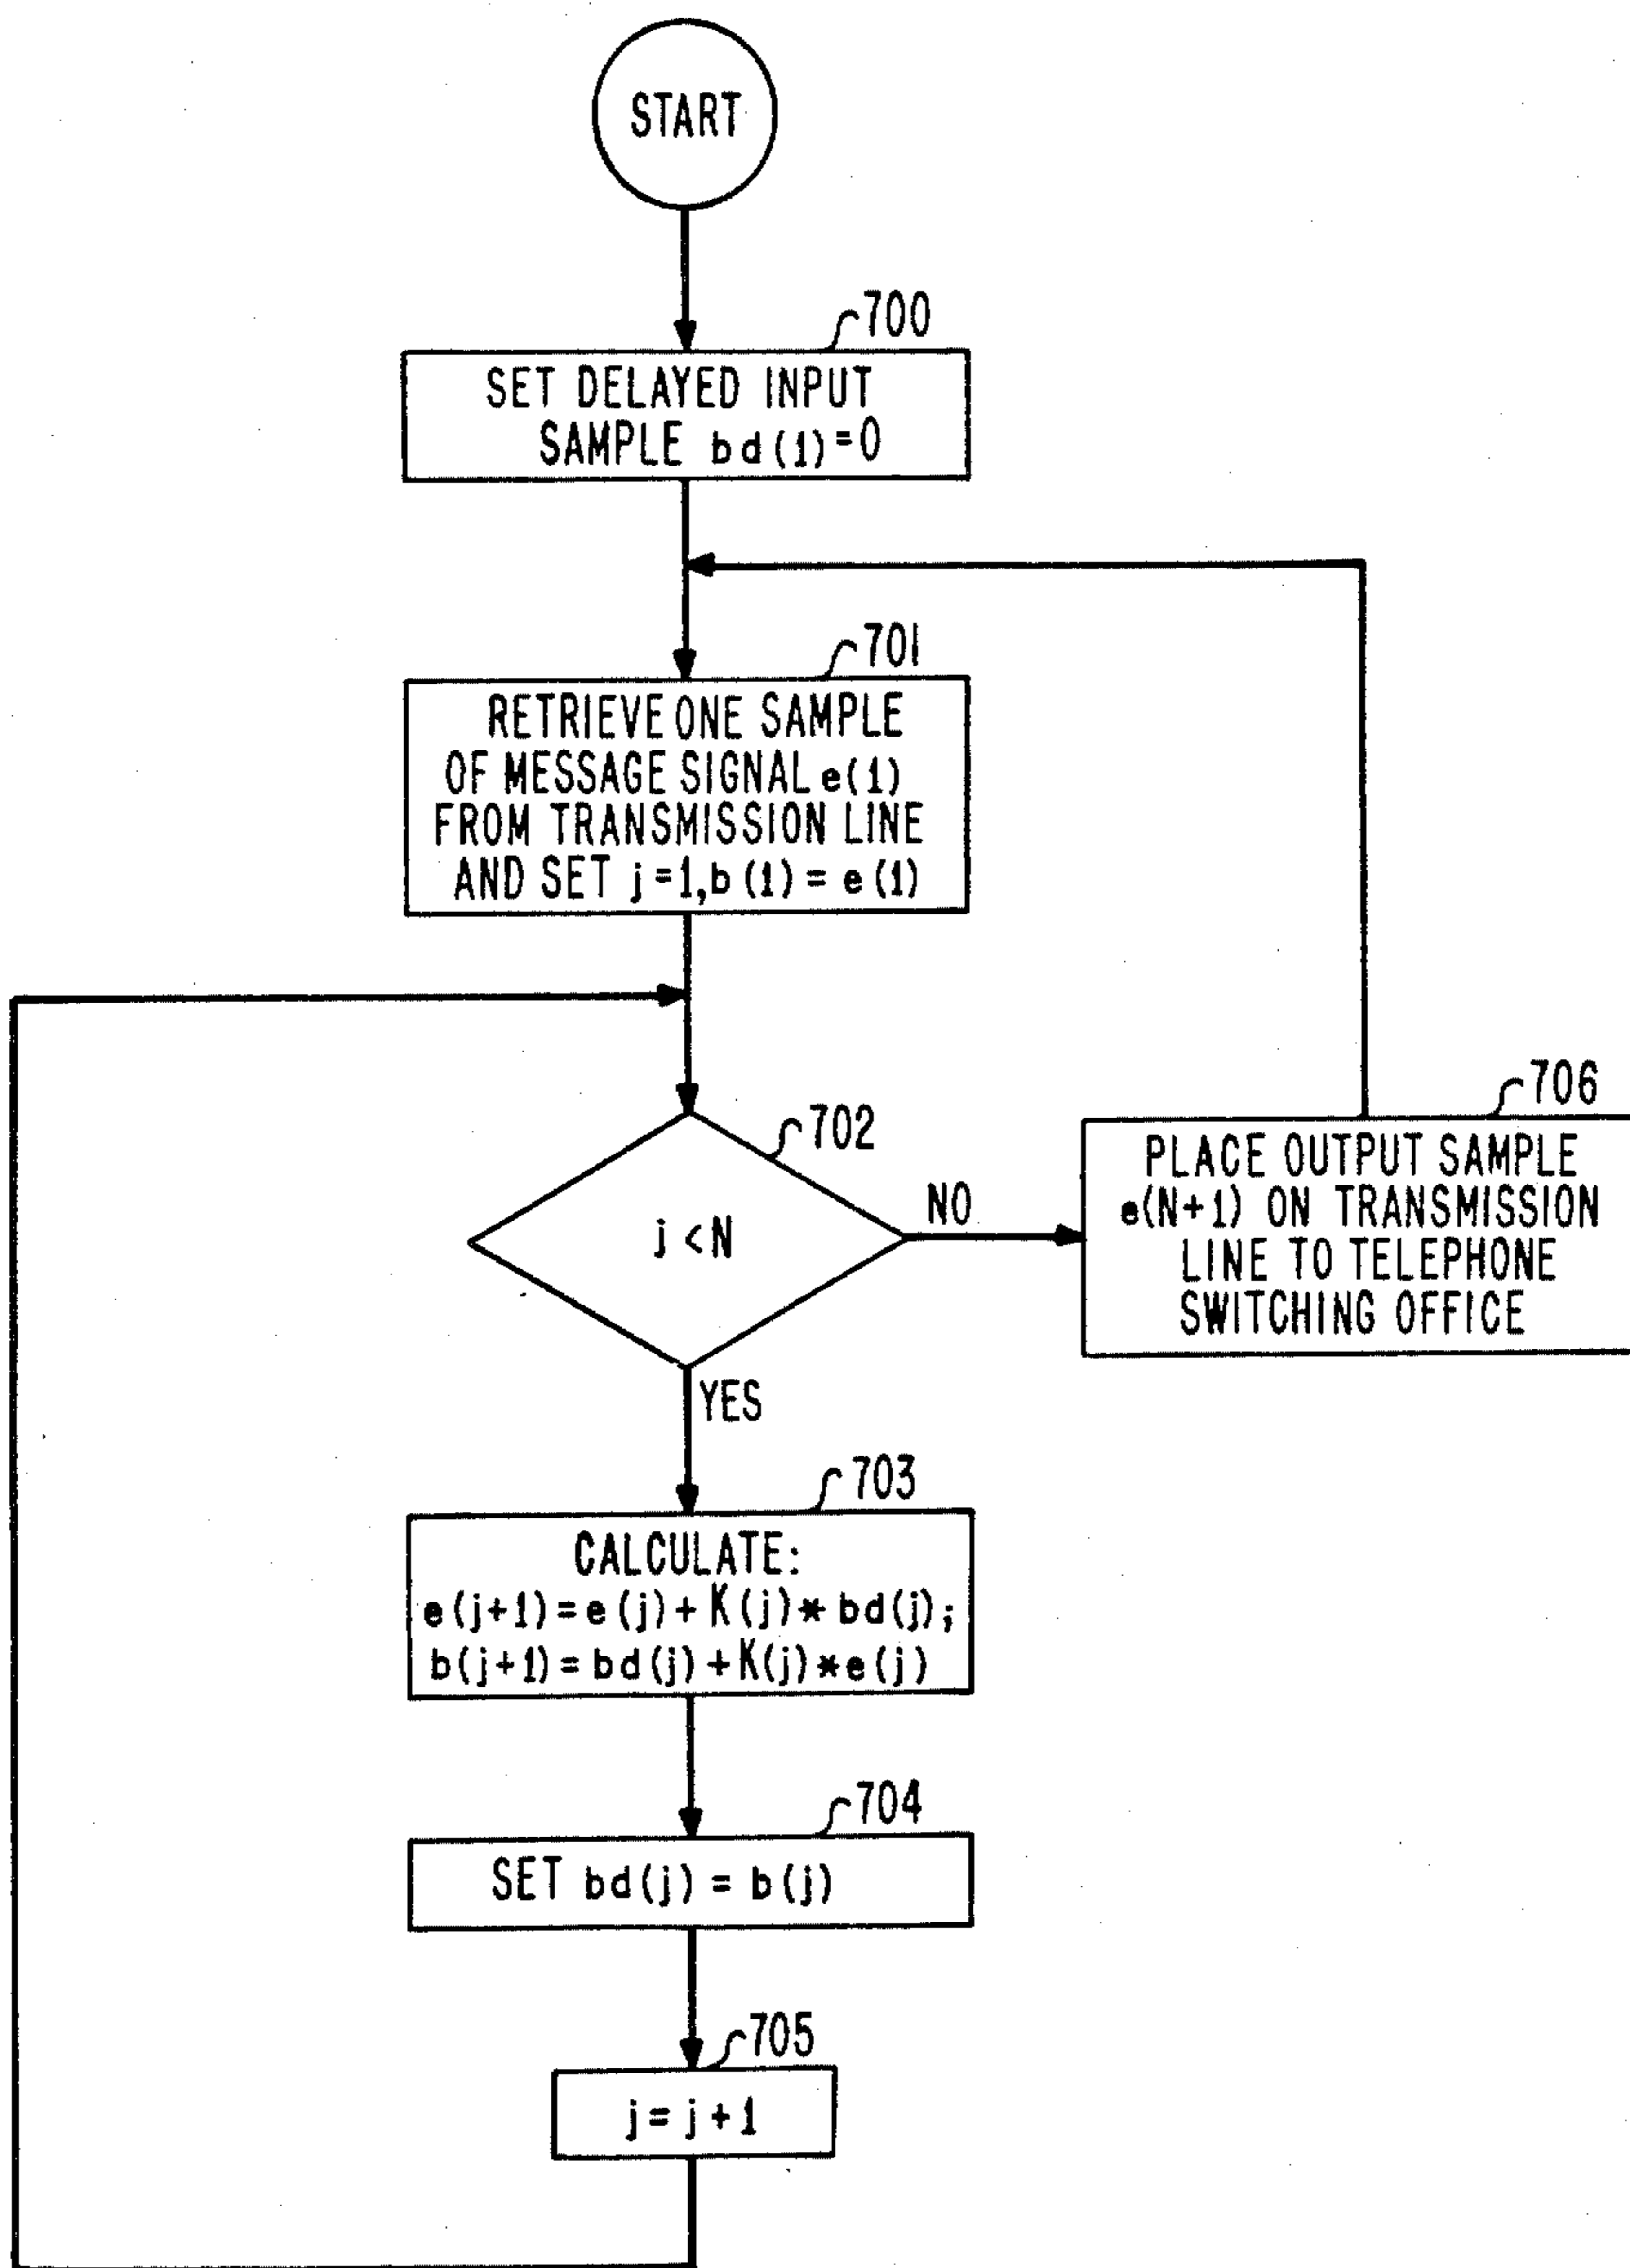 START
700
SET DELAYED INPUT
SAMPLE bd(1)=0
701
RETRIEVE ONE SAMPLE
OF MESSAGE SIGNAL e(1)
FROM TRANSMISSION LINE
AND SET j=1, b(1) = e(1)
702
j < N
NO
YES
706
PLACE OUTPUT SAMPLE
e(N+1) ON TRANSMISSION
LINE TO TELEPHONE
SWITCHING OFFICE
703
CALCULATE:
e(j+1) = e(j) + K(j) * bd(j);
b(j+1) = bd(j) + K(j) * e(j)
704
SET bd(j) = b(j)
705
j = j + 1